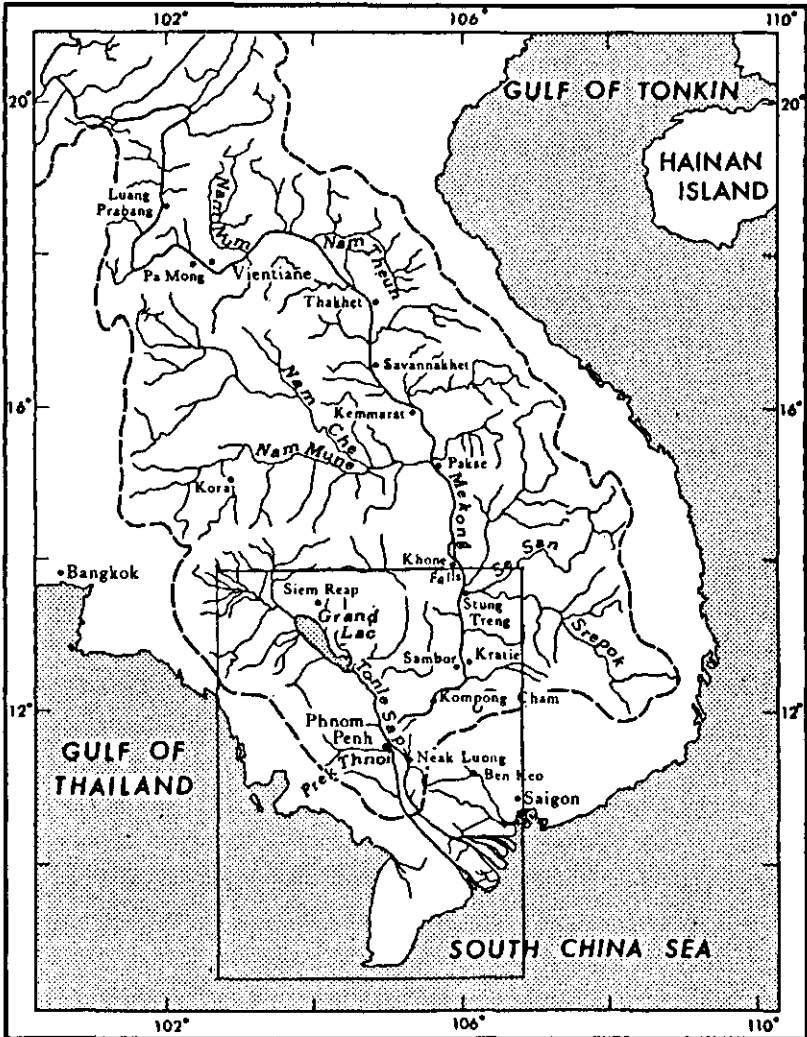 102° 106° 110°
20° 20°
GULF OF TONKIN
HAINAN
ISLAND
Luang
Prabang
Nam Num
Nam Theun
Pa Mong
Vientiane
Thakhet
Savannakhet
16° 16°
Nam Che
Kemmarat
Nam Mune
Pakse
Korat
Mekong
Khone
Falls
Se San
Bangkok
Siem Reap
Grand
Lac
Stung
Treng
Srepok
Sambor
Kratie
Tonle Sap
12° 12°
Kompong Cham
Phnom
Penh
Prek Thnot
Neak Luong
Ben Keo
GULF OF
THAILAND
Saigon
SOUTH CHINA SEA
102° 106° 110°